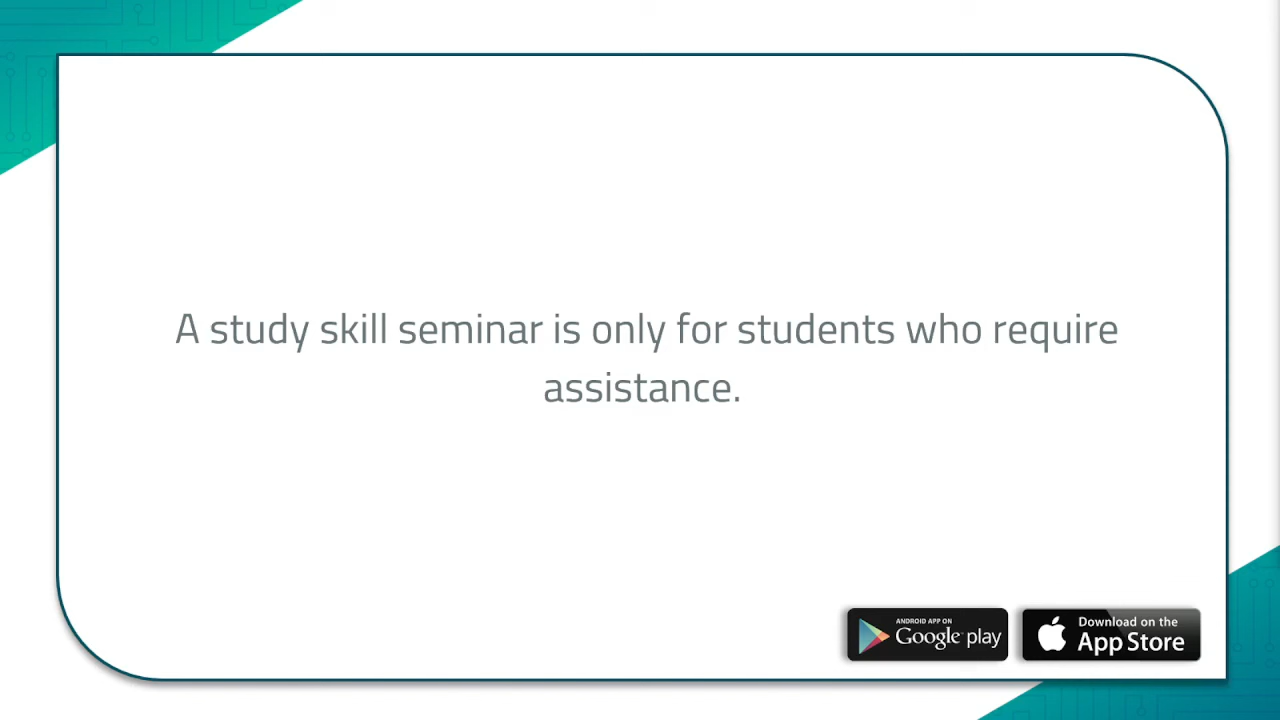 A study skill seminar is only for students who require
assistance.
ANDROID APP ON
Google play
Download on the
App Store